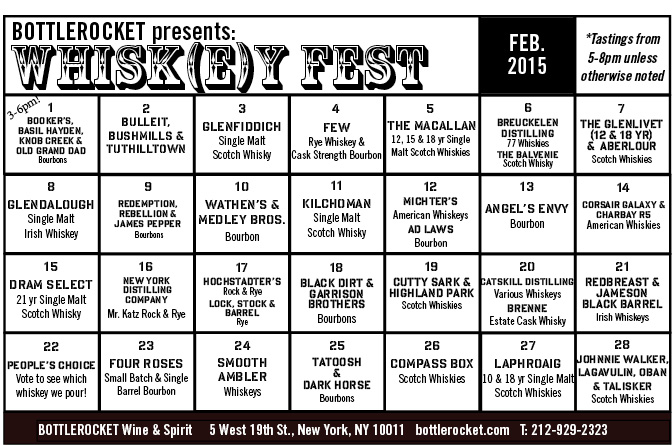 BOTTLEROCKET presents:
WHISK(E)Y FEST
FEB.
2015
*Tastings from
5-8pm unless
otherwise noted
3-6pm!
1
BOOKER'S,
BASIL HAYDEN,
KNOB CREEK &
OLD GRAND DAD
Bourbons
2
BULLEIT,
BUSHMILLS &
TUTHILLTOWN
3
GLENFIDDICH
Single Malt
Scotch Whisky
4
FEW
Rye Whiskey &
Cask Strength Bourbon
5
THE MACALLAN
12, 15 & 18 yr Single
Malt Scotch Whiskies
6
BREUCKELEN
DISTILLING
77 Whiskies
THE BALVENIE
Scotch Whisky
7
THE GLENLIVET
(12 & 18 YR)
& ABERLOUR
Scotch Whiskies
8
GLENDALOUGH
Single Malt
Irish Whiskey
9
REDEMPTION,
REBELLION &
JAMES PEPPER
Bourbons
10
WATHEN'S &
MEDLEY BROS.
Bourbon
11
KILCHOMAN
Single Malt
Scotch Whisky
12
MICHTER'S
American Whiskeys
AD LAWS
Bourbon
13
ANGEL'S ENVY
Bourbon
14
CORSAIR GALAXY &
CHARBAY R5
American Whiskies
15
DRAM SELECT
21 yr Single Malt
Scotch Whisky
16
NEW YORK
DISTILLING
COMPANY
Mr. Katz Rock & Rye
17
HOCHSTADTER'S
Rock & Rye
LOCK, STOCK &
BARREL
Rye
18
BLACK DIRT &
GARRISON
BROTHERS
Bourbons
19
CUTTY SARK &
HIGHLAND PARK
Scotch Whiskies
20
CATSKILL DISTILLING
Various Whiskeys
BRENNE
Estate Cask Whisky
21
REDBREAST &
JAMESON
BLACK BARREL
Irish Whiskeys
22
PEOPLE'S CHOICE
Vote to see which
whiskey we pour!
23
FOUR ROSES
Small Batch & Single
Barrel Bourbon
24
SMOOTH
AMBLER
Whiskeys
25
TATOOSH
&
DARK HORSE
Bourbons
26
COMPASS BOX
Scotch Whiskies
27
LAPHROAIG
10 & 18 yr Single Malt
Scotch Whiskies
28
JOHNNIE WALKER,
LAGAVULIN, OBAN
& TALISKER
Scotch Whiskies
BOTTLEROCKET Wine & Spirit 5 West 19th St., New York, NY 10011 bottlerocket.com T: 212-929-2323